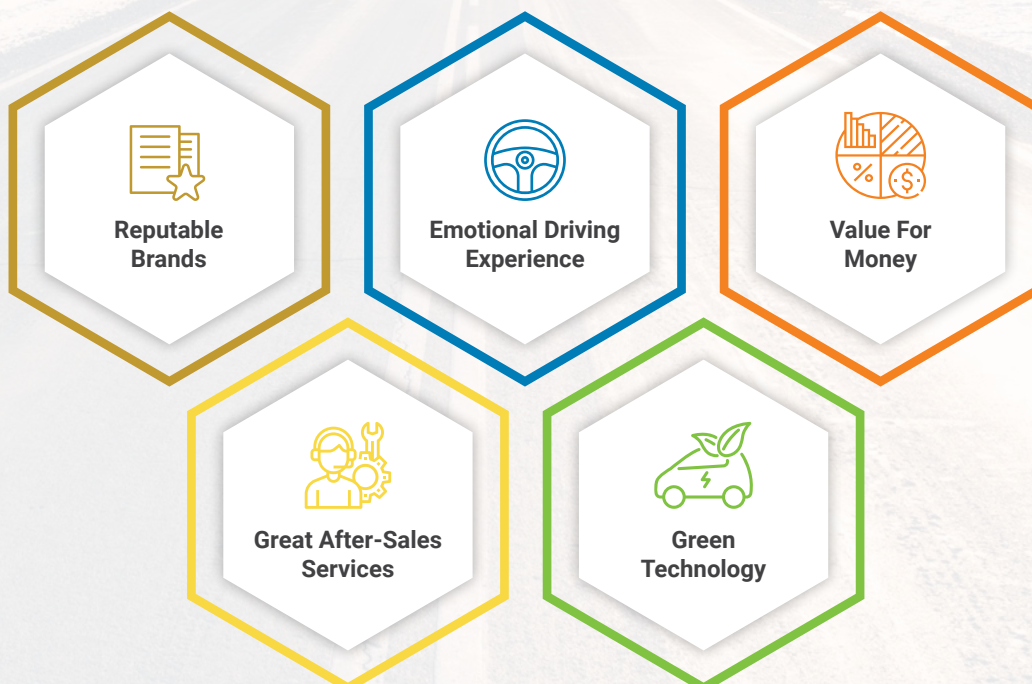 Reputable
Brands
Emotional Driving
Experience
% $
Value For
Money
Great After-Sales
Services
Green
Technology